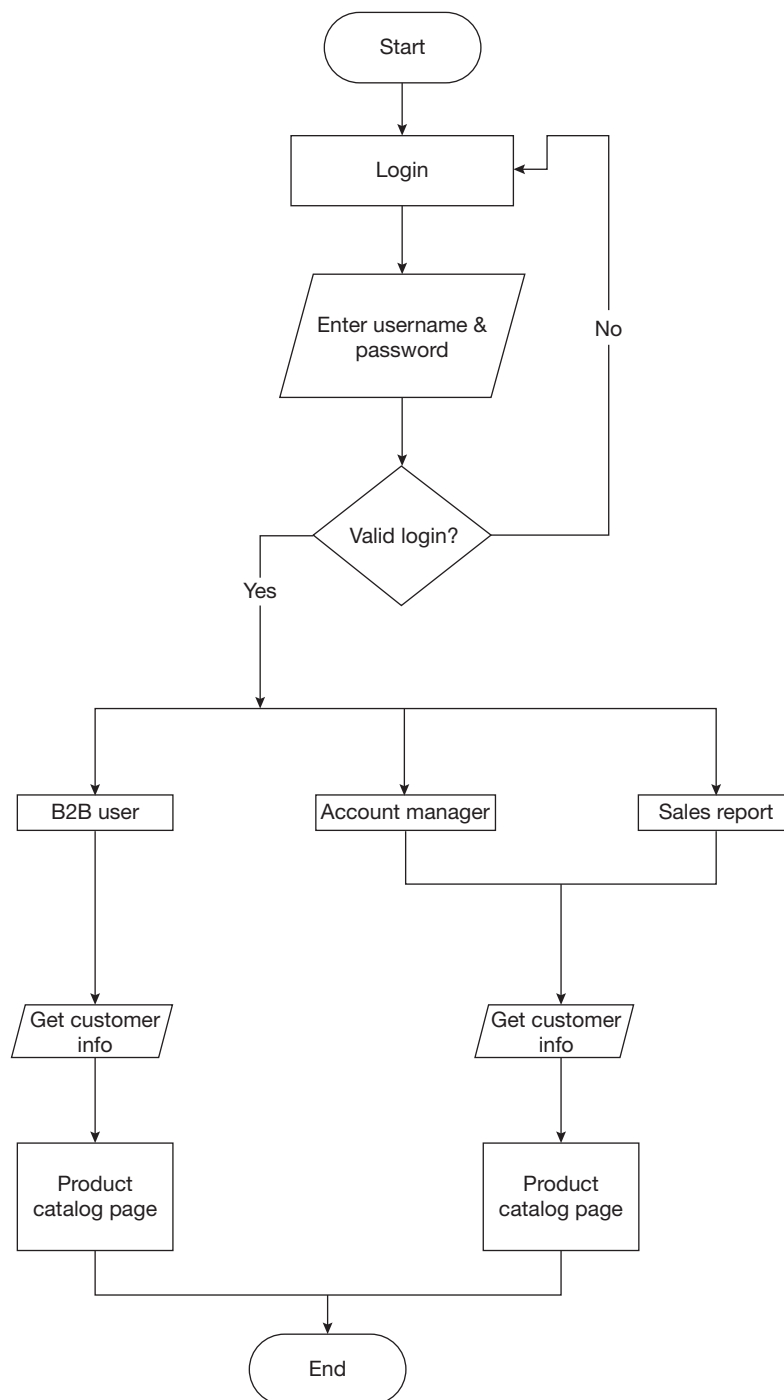 Start
Login
Enter username &
password
No
Valid login?
Yes
B2B user
Account manager
Sales report
Get customer
info
Get customer
info
Product
catalog page
Product
catalog page
End